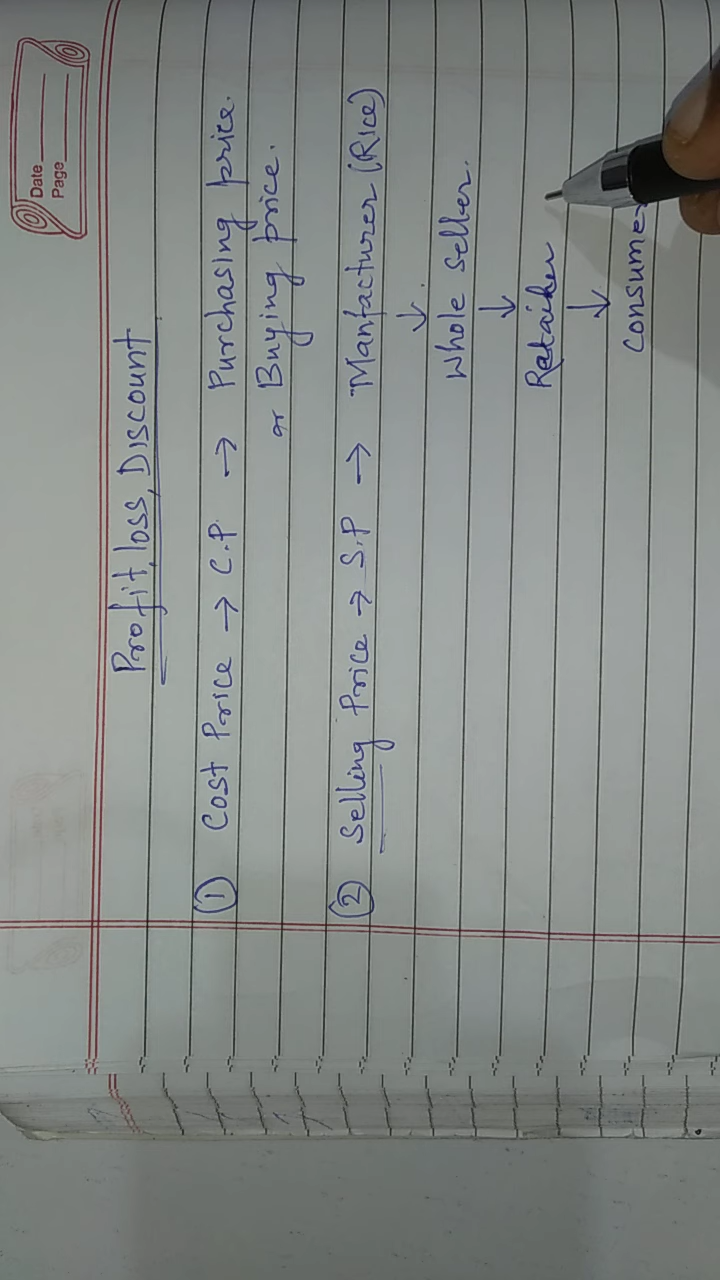 Date
Page
Profit, loss, Discount
(1) Cost Price → C.P. → Purchasing price.
or Buying price.
(2) Selling Price → S.P → Manfacturer (Rice)
↓
Whole seller.
↓
Retailer
↓
consumer